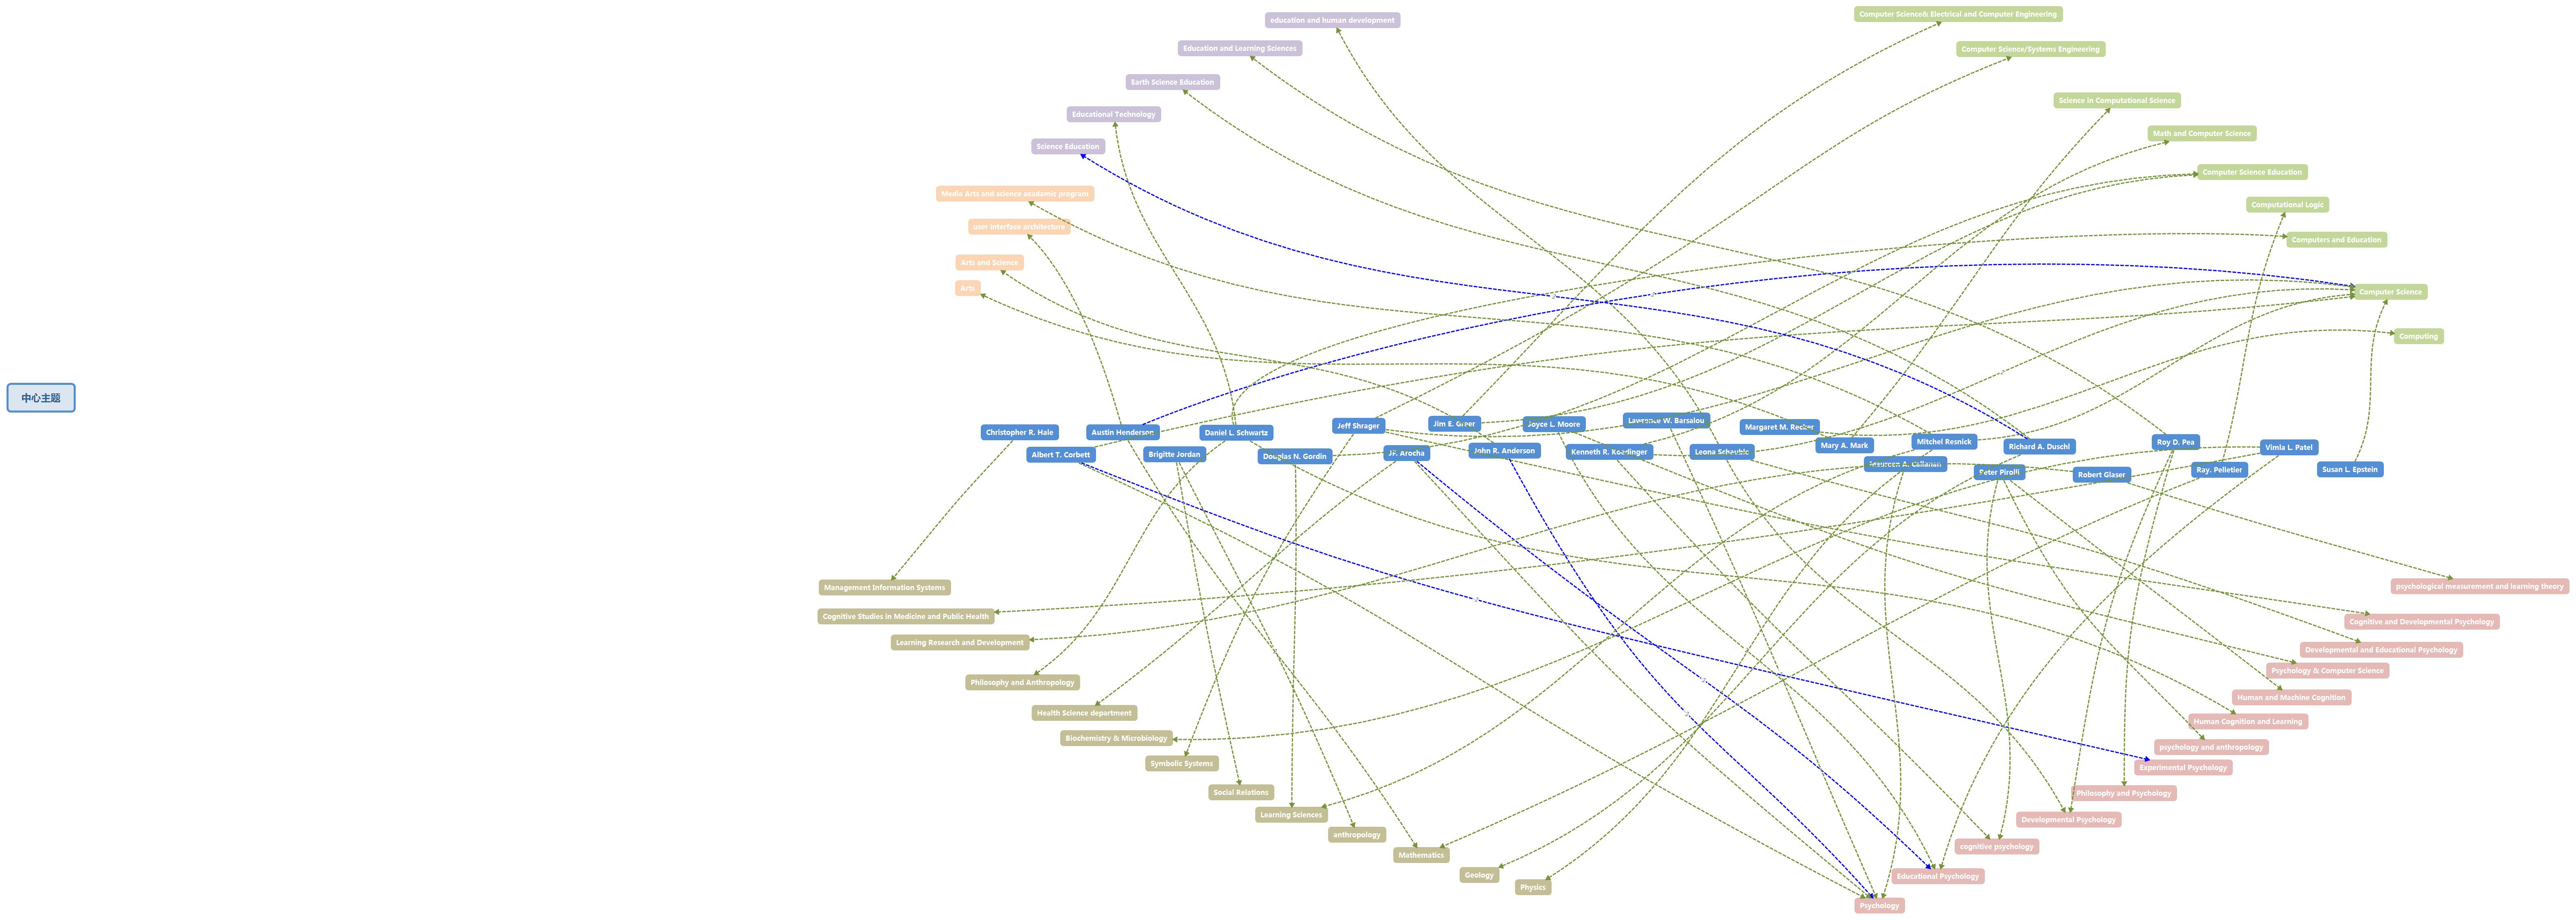 education and human development
Computer Science& Electrical and Computer Engineering
Education and Learning Sciences
Computer Science/Systems Engineering
Earth Science Education
Science in Computational Science
Educational Technology
Math and Computer Science
Science Education
Computer Science Education
Media Arts and science acadamic program
Computational Logic
user interface architecture
Computers and Education
Arts and Science
Arts
Computer Science
Computing
中心主题
Christopher R. Hale
Austin Henderson
Daniel L. Schwartz
Jeff Shrager
Jim E. Greer
Joyce L. Moore
Lawrence W. Barsalou
Margaret M. Recker
Mitchel Resnick
Roy D. Pea
Albert T. Corbett
Brigitte Jordan
Douglas N. Gordin
JF. Arocha
John R. Anderson
Kenneth R. Koedinger
Leona Schauble
Mary A. Mark
Richard A. Duschl
Vimla L. Patel
Maureen A. Callanan
Peter Pirolli
Robert Glaser
Ray. Pelletier
Susan L. Epstein
Management Information Systems
psychological measurement and learning theory
Cognitive Studies in Medicine and Public Health
Cognitive and Developmental Psychology
Learning Research and Development
Developmental and Educational Psychology
Psychology & Computer Science
Philosophy and Anthropology
Human and Machine Cognition
Health Science department
Human Cognition and Learning
Biochemistry & Microbiology
psychology and anthropology
Symbolic Systems
Experimental Psychology
Social Relations
Philosophy and Psychology
Learning Sciences
Developmental Psychology
anthropology
cognitive psychology
Mathematics
Geology
Educational Psychology
Physics
Psychology